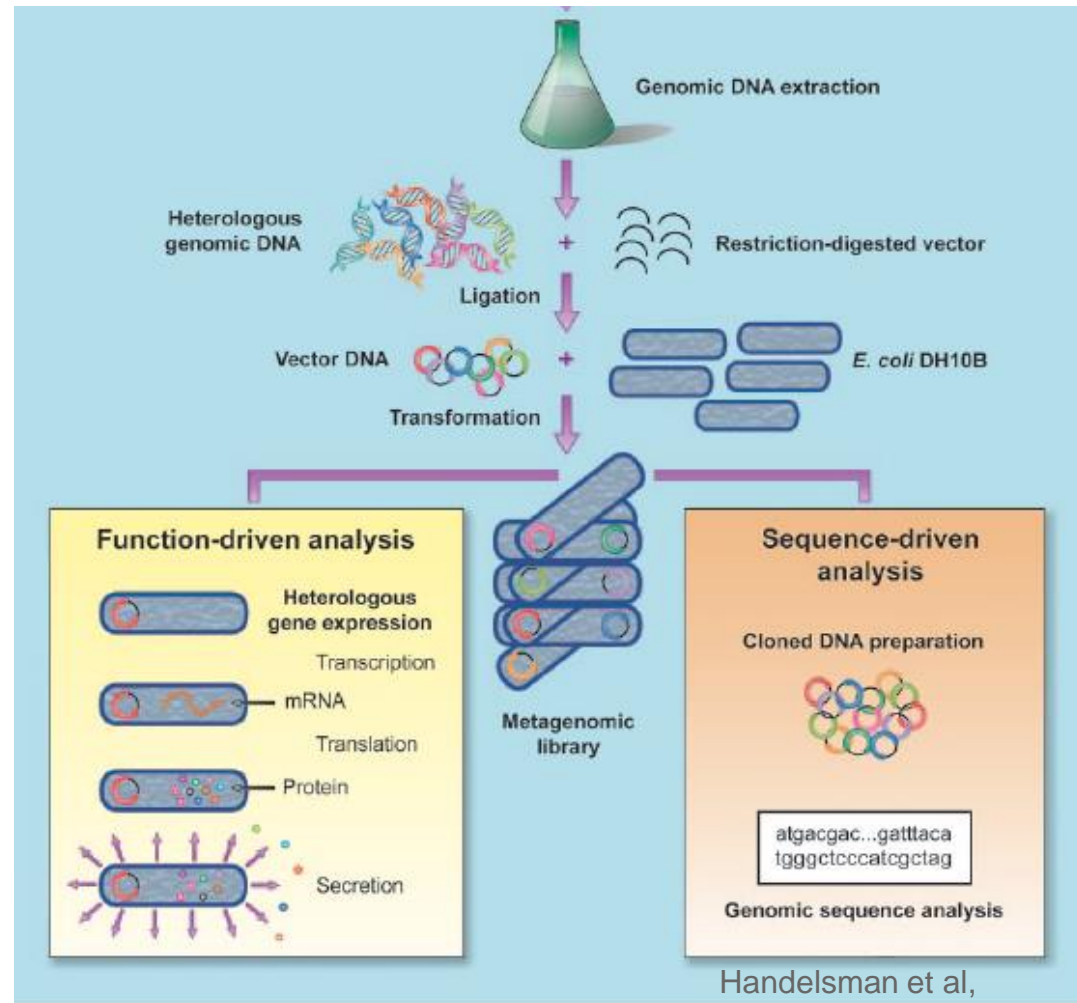 Genomic DNA extraction
Heterologous
genomic DNA
+
Restriction-digested vector
Ligation
Vector DNA
+
E. coli DH10B
Transformation
Function-driven analysis
Heterologous
gene expression
Transcription
mRNA
Translation
Protein
Secretion
Metagenomic
library
Sequence-driven
analysis
Cloned DNA preparation
atgacgac...gatttaca
tgggctcccatcgctag
Genomic sequence analysis
Handelsman et al,